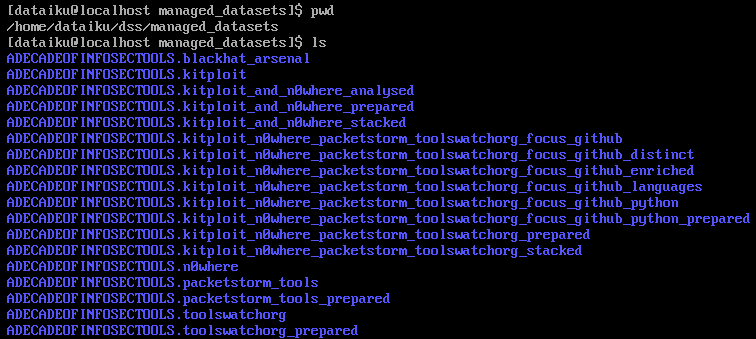 [dataiku@localhost managed_datasets]$ pwd
/home/dataiku/dss/managed_datasets
[dataiku@localhost managed_datasets]$ ls
ADECADEOFINFOSECTOOLS.blackhat_arsenal
ADECADEOFINFOSECTOOLS.kitploit
ADECADEOFINFOSECTOOLS.kitploit_and_n0where_analysed
ADECADEOFINFOSECTOOLS.kitploit_and_n0where_prepared
ADECADEOFINFOSECTOOLS.kitploit_and_n0where_stacked
ADECADEOFINFOSECTOOLS.kitploit_n0where_packetstorm_toolswatchorg_focus_github
ADECADEOFINFOSECTOOLS.kitploit_n0where_packetstorm_toolswatchorg_focus_github_distinct
ADECADEOFINFOSECTOOLS.kitploit_n0where_packetstorm_toolswatchorg_focus_github_enriched
ADECADEOFINFOSECTOOLS.kitploit_n0where_packetstorm_toolswatchorg_focus_github_languages
ADECADEOFINFOSECTOOLS.kitploit_n0where_packetstorm_toolswatchorg_focus_github_python
ADECADEOFINFOSECTOOLS.kitploit_n0where_packetstorm_toolswatchorg_focus_github_python_prepared
ADECADEOFINFOSECTOOLS.kitploit_n0where_packetstorm_toolswatchorg_prepared
ADECADEOFINFOSECTOOLS.kitploit_n0where_packetstorm_toolswatchorg_stacked
ADECADEOFINFOSECTOOLS.n0where
ADECADEOFINFOSECTOOLS.packetstorm_tools
ADECADEOFINFOSECTOOLS.packetstorm_tools_prepared
ADECADEOFINFOSECTOOLS.toolswatchorg
ADECADEOFINFOSECTOOLS.toolswatchorg_prepared